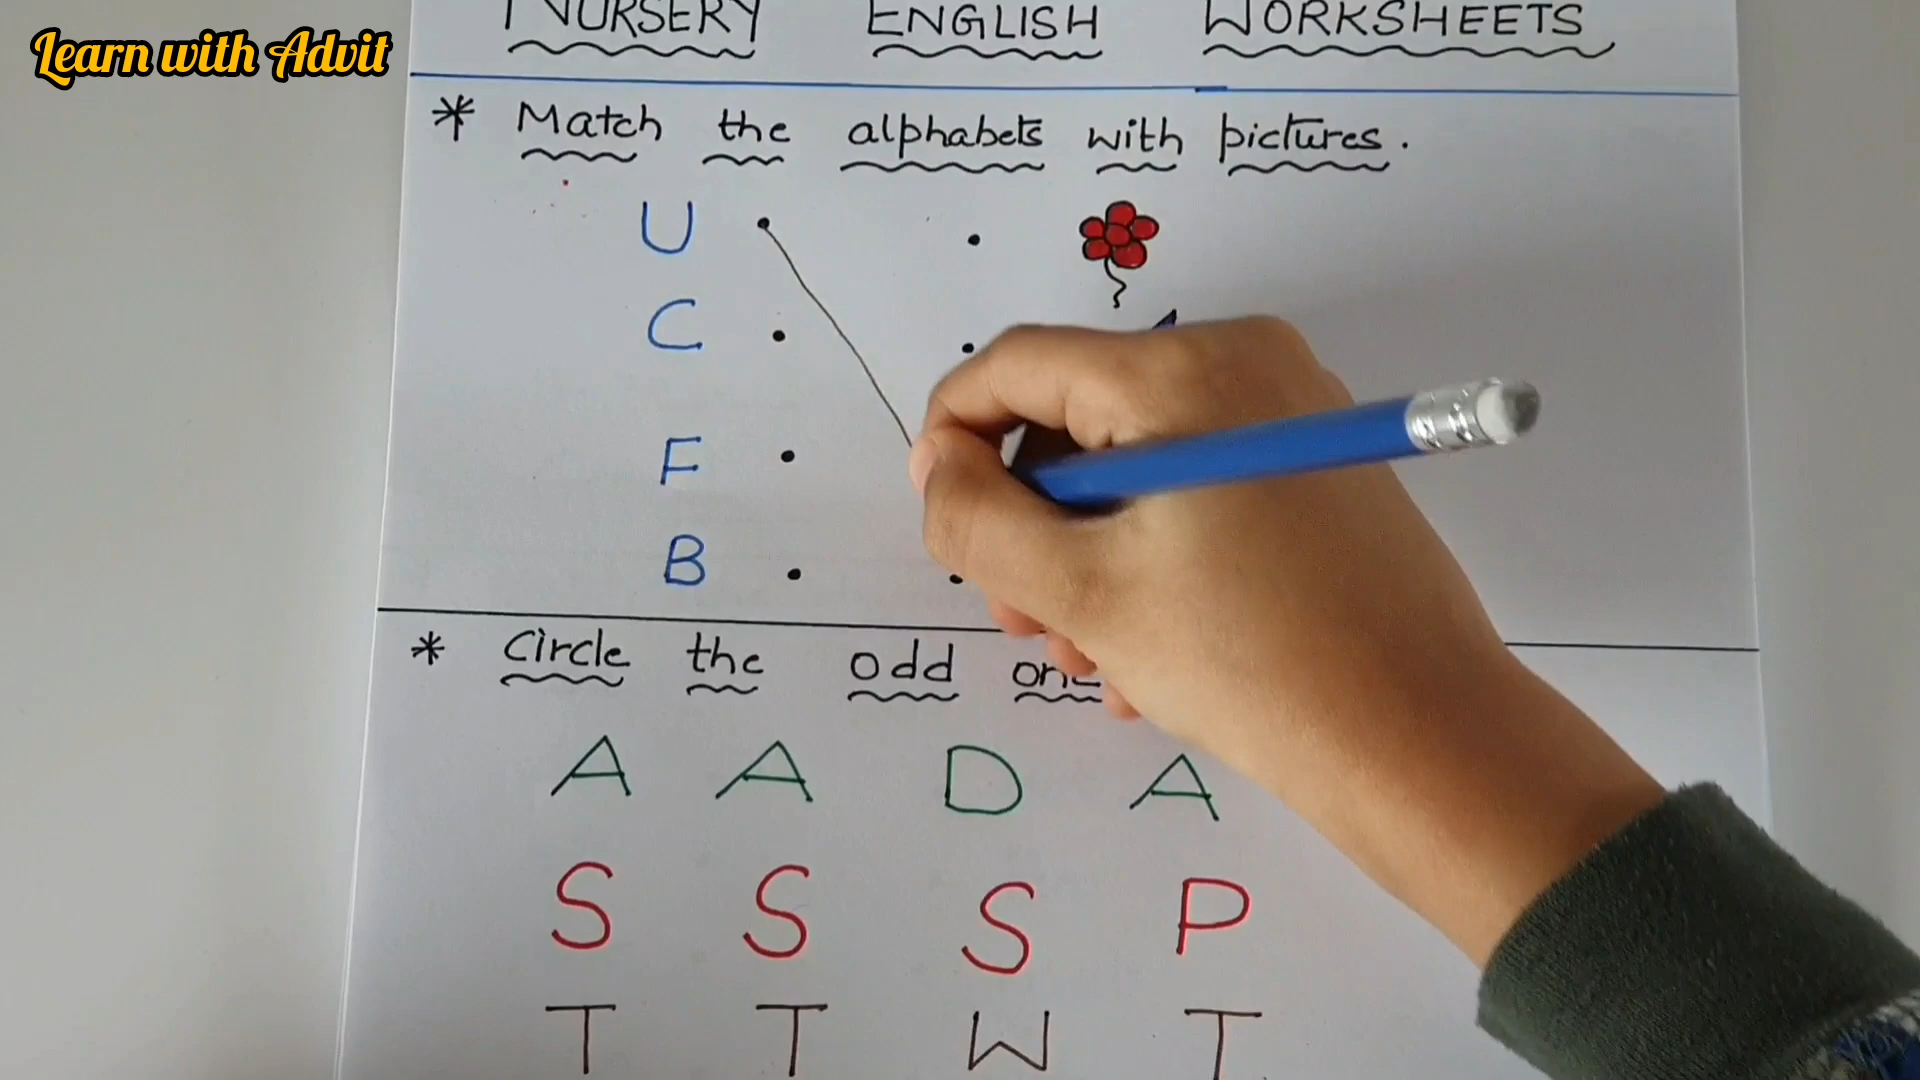 Learn with Advit
NURSERY ENGLISH WORKSHEETS
* Match the alphabets with pictures.
U
C
F
B
* Circle the odd
A A D A
S S S P
T T W T